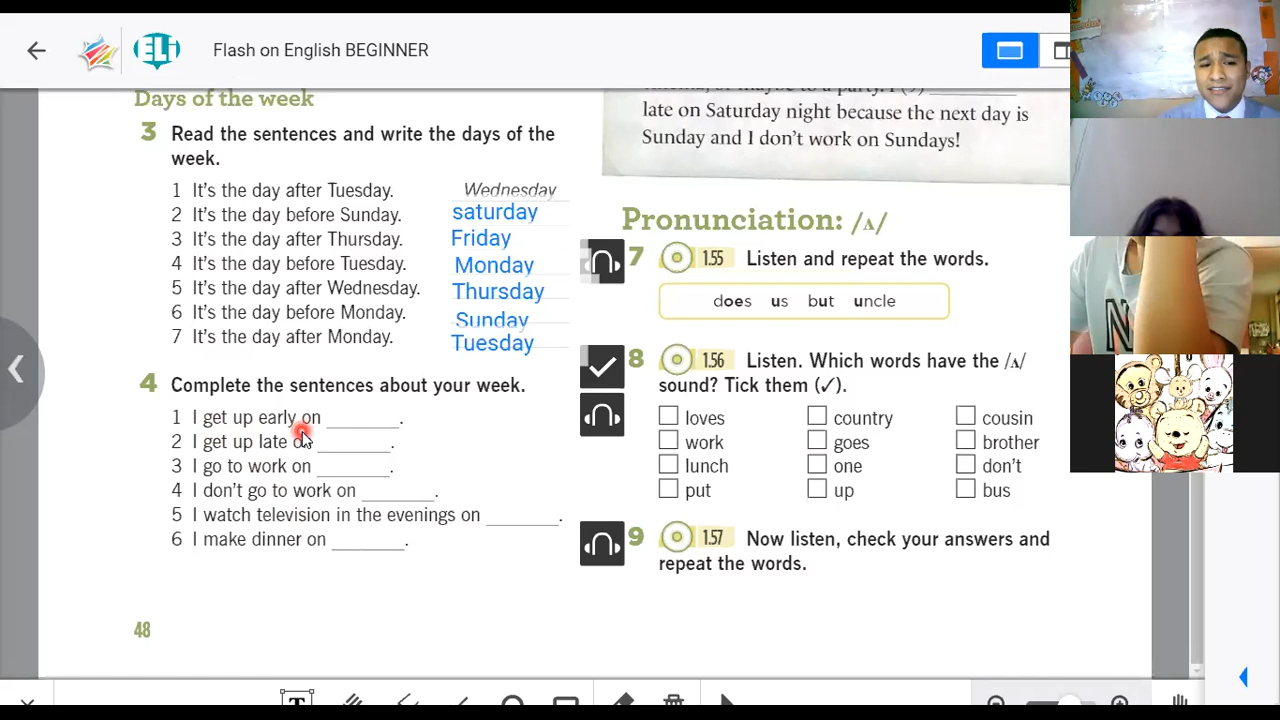 Flash on English BEGINNER
ELi
Days of the week
3 Read the sentences and write the days of the
week.
1 It's the day after Tuesday. Wednesday
2 It's the day before Sunday. saturday
3 It's the day after Thursday. Friday
4 It's the day before Tuesday. Monday
5 It's the day after Wednesday. Thursday
6 It's the day before Monday. Sunday
7 It's the day after Monday. Tuesday
4 Complete the sentences about your week.
1 I get up early on ________.
2 I get up late on ________.
3 I go to work on ________.
4 I don't go to work on ________.
5 I watch television in the evenings on ________.
6 I make dinner on ________.
48
late on Saturday night because the next day is
Sunday and I don't work on Sundays!
Pronunciation: /ʌ/
7 1.55 Listen and repeat the words.
does us but uncle
8 1.56 Listen. Which words have the /ʌ/
sound? Tick them (✓).
loves country cousin
work goes brother
lunch one don't
put up bus
9 1.57 Now listen, check your answers and
repeat the words.
N
T